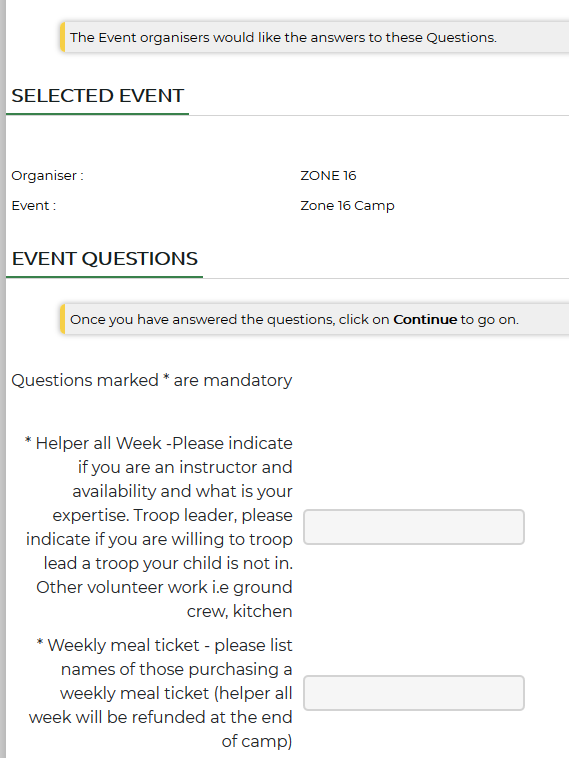 The Event organisers would like the answers to these Questions.
SELECTED EVENT
Organiser : ZONE 16
Event : Zone 16 Camp
EVENT QUESTIONS
Once you have answered the questions, click on Continue to go on.
Questions marked * are mandatory
* Helper all Week -Please indicate
if you are an instructor and
availability and what is your
expertise. Troop leader, please
indicate if you are willing to troop
lead a troop your child is not in.
Other volunteer work i.e ground
crew, kitchen
* Weekly meal ticket - please list
names of those purchasing a
weekly meal ticket (helper all
week will be refunded at the end
of camp)